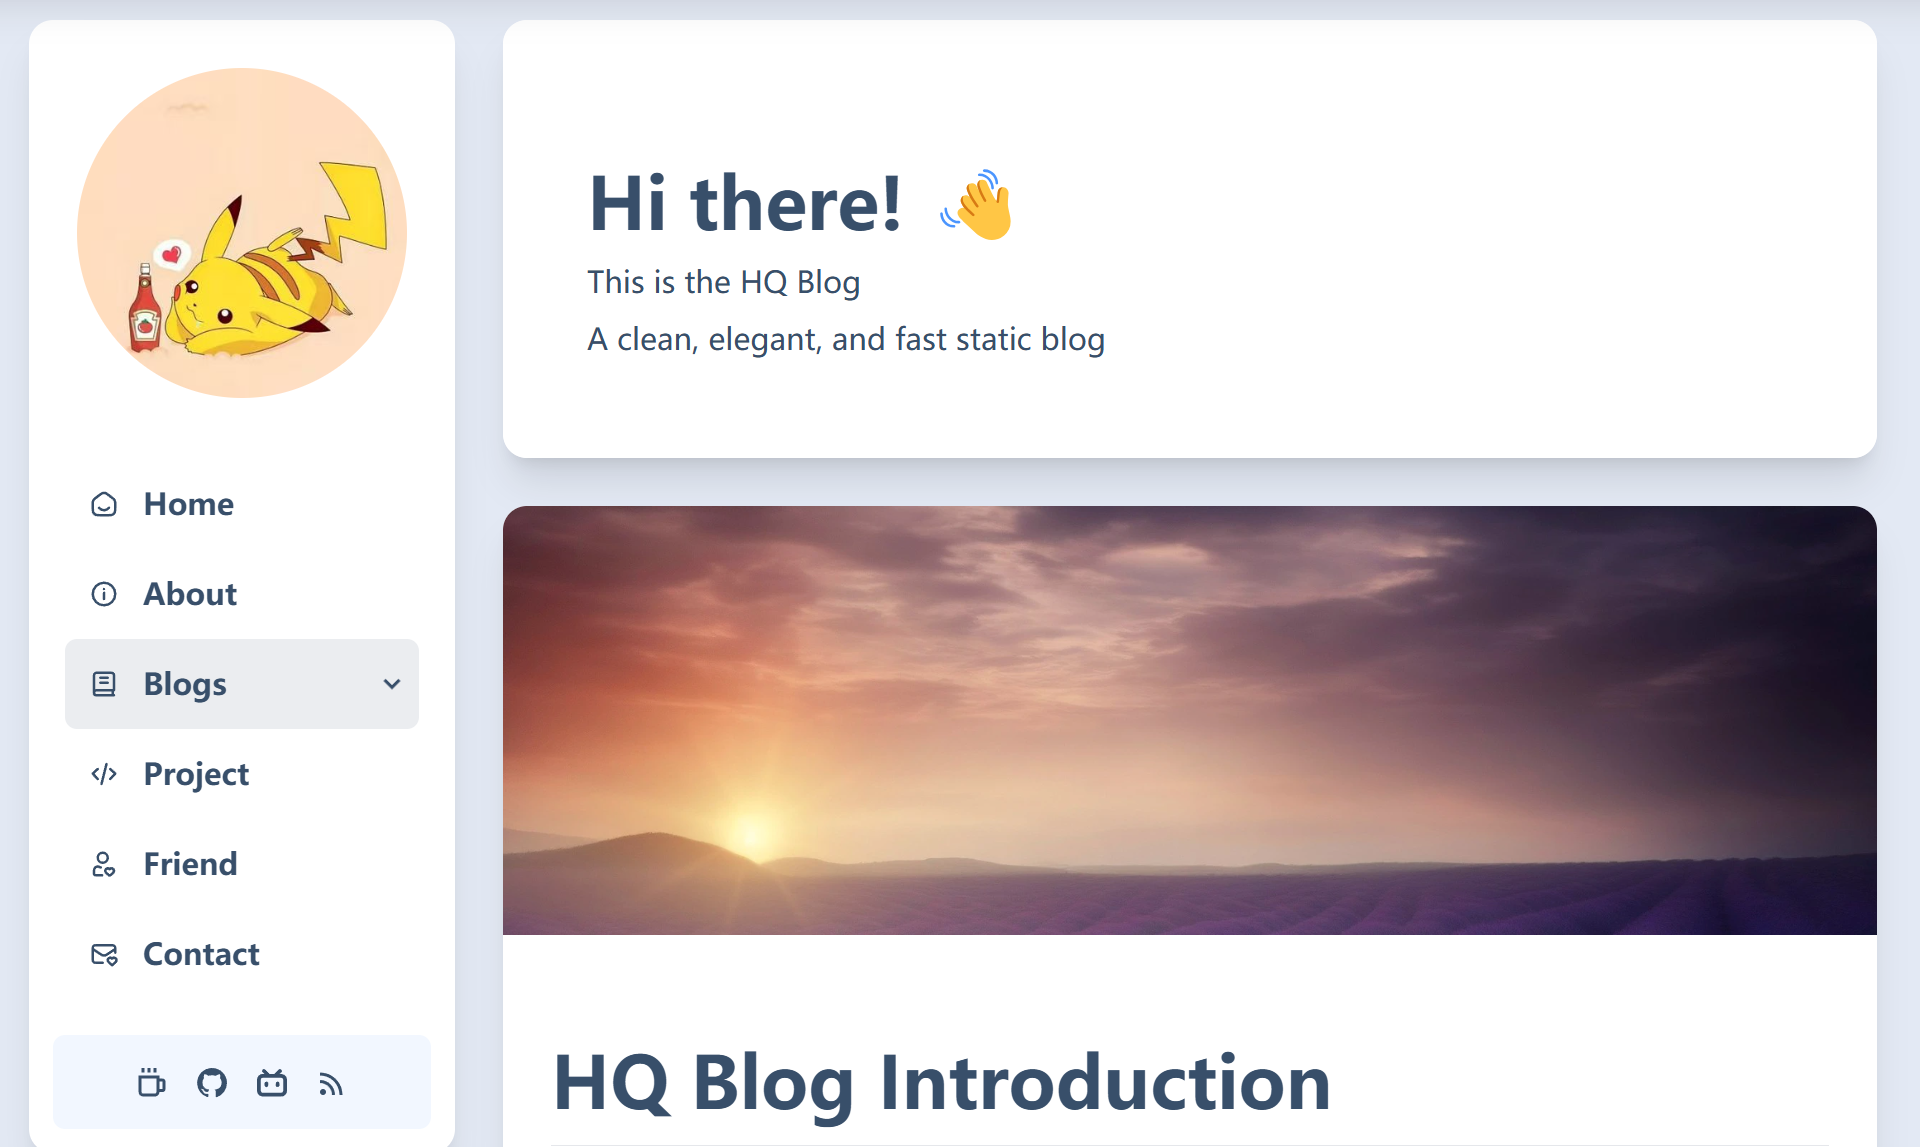 Home
About
Blogs
Project
Friend
Contact
Hi there! 👋
This is the HQ Blog
A clean, elegant, and fast static blog
HQ Blog Introduction